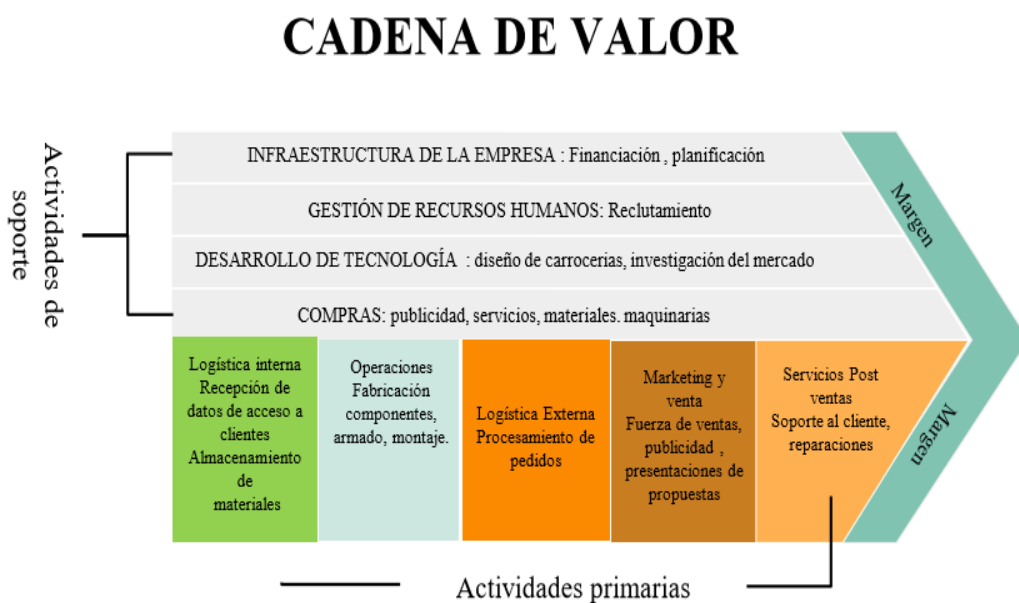 CADENA DE VALOR
Actividades de
soporte
INFRAESTRUCTURA DE LA EMPRESA : Financiación , planificación
GESTIÓN DE RECURSOS HUMANOS: Reclutamiento
DESARROLLO DE TECNOLOGÍA : diseño de carrocerias, investigación del mercado
COMPRAS: publicidad, servicios, materiales. maquinarias
Margen
Margen
Logística interna
Recepción de
datos de acceso a
clientes
Almacenamiento
de
materiales
Operaciones
Fabricación
componentes,
armado, montaje.
Logística Externa
Procesamiento de
pedidos
Marketing y
venta
Fuerza de ventas,
publicidad ,
presentaciones de
propuestas
Servicios Post
ventas
Soporte al cliente,
reparaciones
Actividades primarias